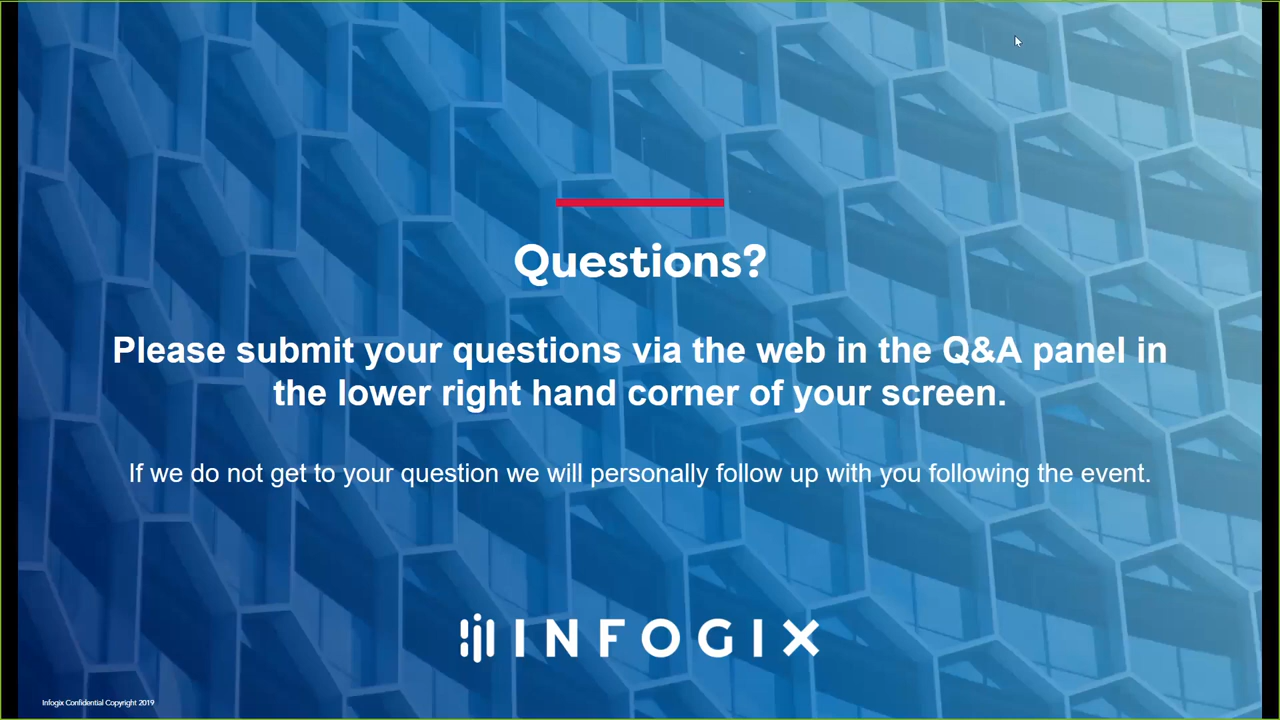 Questions?
Please submit your questions via the web in the Q&A panel in
the lower right hand corner of your screen.
If we do not get to your question we will personally follow up with you following the event.
INFOGIX
Infogix Confidential Copyright 2019